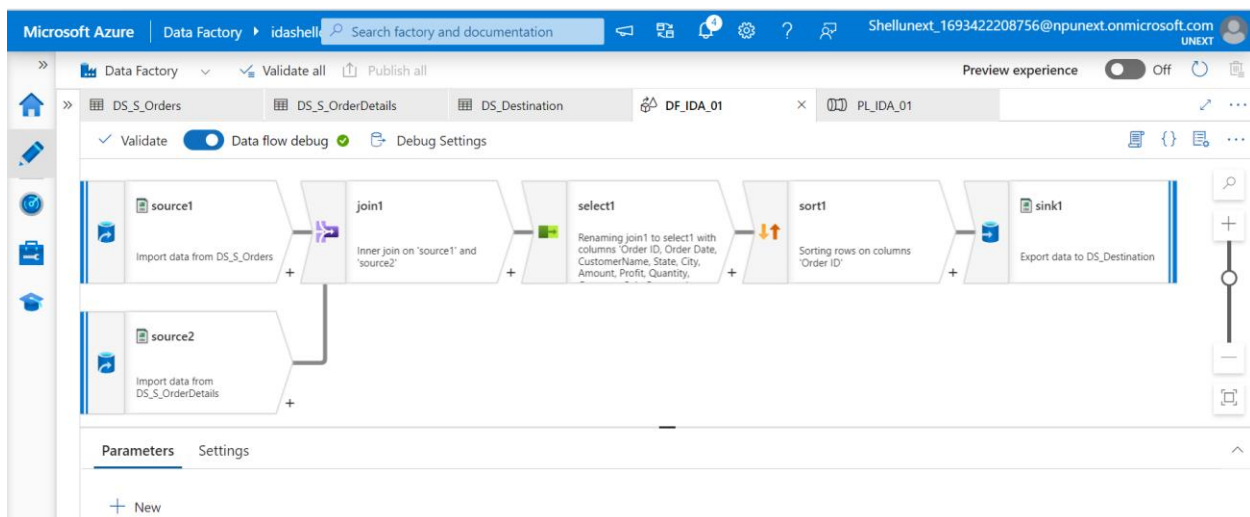 Microsoft Azure Data Factory idashell Search factory and documentation 4 Shellunext_1693422208756@npunext.onmicrosoft.com
UNEXT
Data Factory Validate all Publish all Preview experience Off
DS_S_Orders DS_S_OrderDetails DS_Destination DF_IDA_01 PL_IDA_01
Validate Data flow debug Debug Settings
source1
Import data from DS_S_Orders
join1
Inner join on 'source1' and
'source2'
select1
Renaming join1 to select1 with
columns 'Order ID, Order Date,
CustomerName, State, City,
Amount, Profit, Quantity,
sort1
Sorting rows on columns
'Order ID'
sink1
Export data to DS_Destination
source2
Import data from
DS_S_OrderDetails
Parameters Settings
+ New